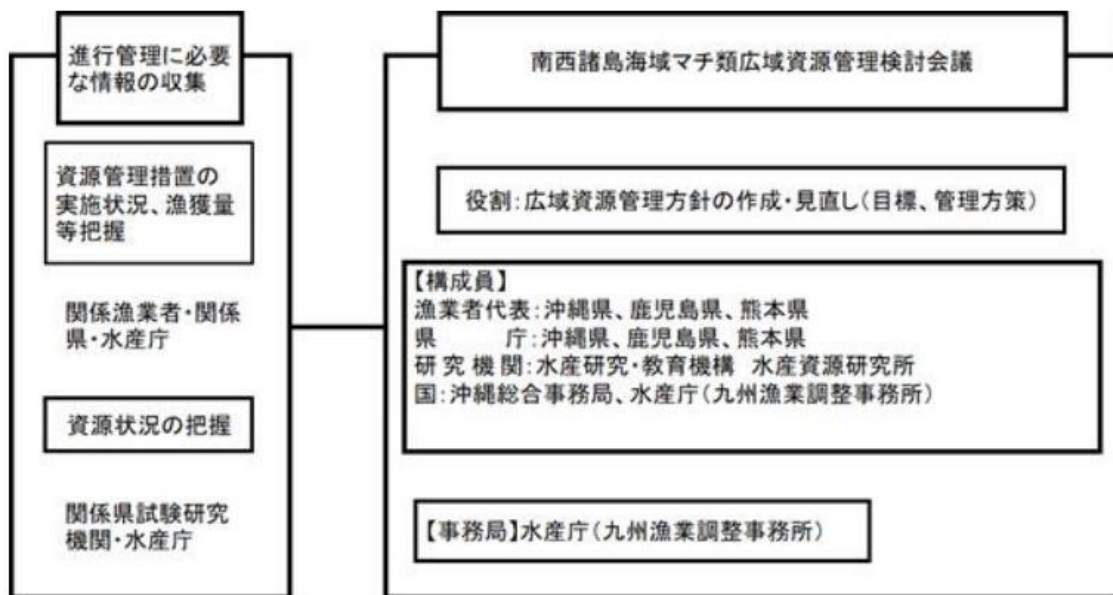 進行管理に必要
な情報の収集
資源管理措置の
実施状況、漁獲量
等把握
関係漁業者・関係
県・水産庁
資源状況の把握
関係県試験研究
機関・水産庁
南西諸島海域マチ類広域資源管理検討会議
役割:広域資源管理方針の作成・見直し(目標、管理方策)
【構成員】
漁業者代表:沖縄県、鹿児島県、熊本県
県　　　庁:沖縄県、鹿児島県、熊本県
研 究 機 関:水産研究・教育機構　水産資源研究所
国:沖縄総合事務局、水産庁(九州漁業調整事務所)
【事務局】水産庁(九州漁業調整事務所)